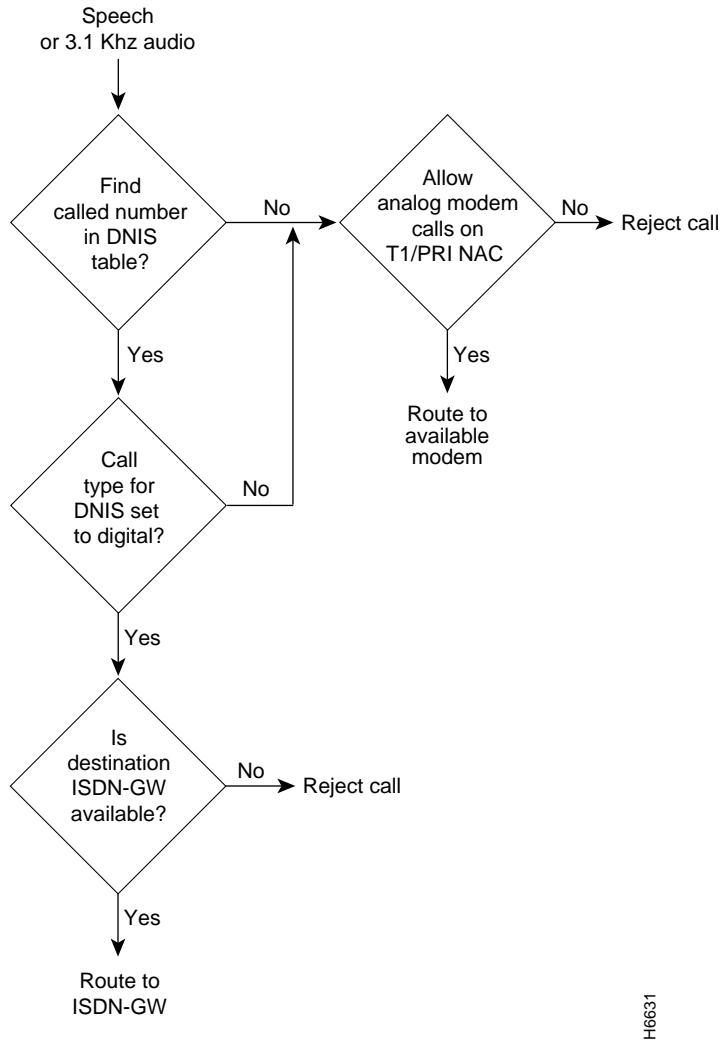 Speech
or 3.1 Khz audio
Find
called number
in DNIS
table?
No
Allow
analog modem
calls on
T1/PRI NAC
No
Reject call
Yes
Yes
Route to
available
modem
Call
type for
DNIS set
to digital?
No
Yes
Is
destination
ISDN-GW
available?
No
Reject call
Yes
Route to
ISDN-GW
H6631